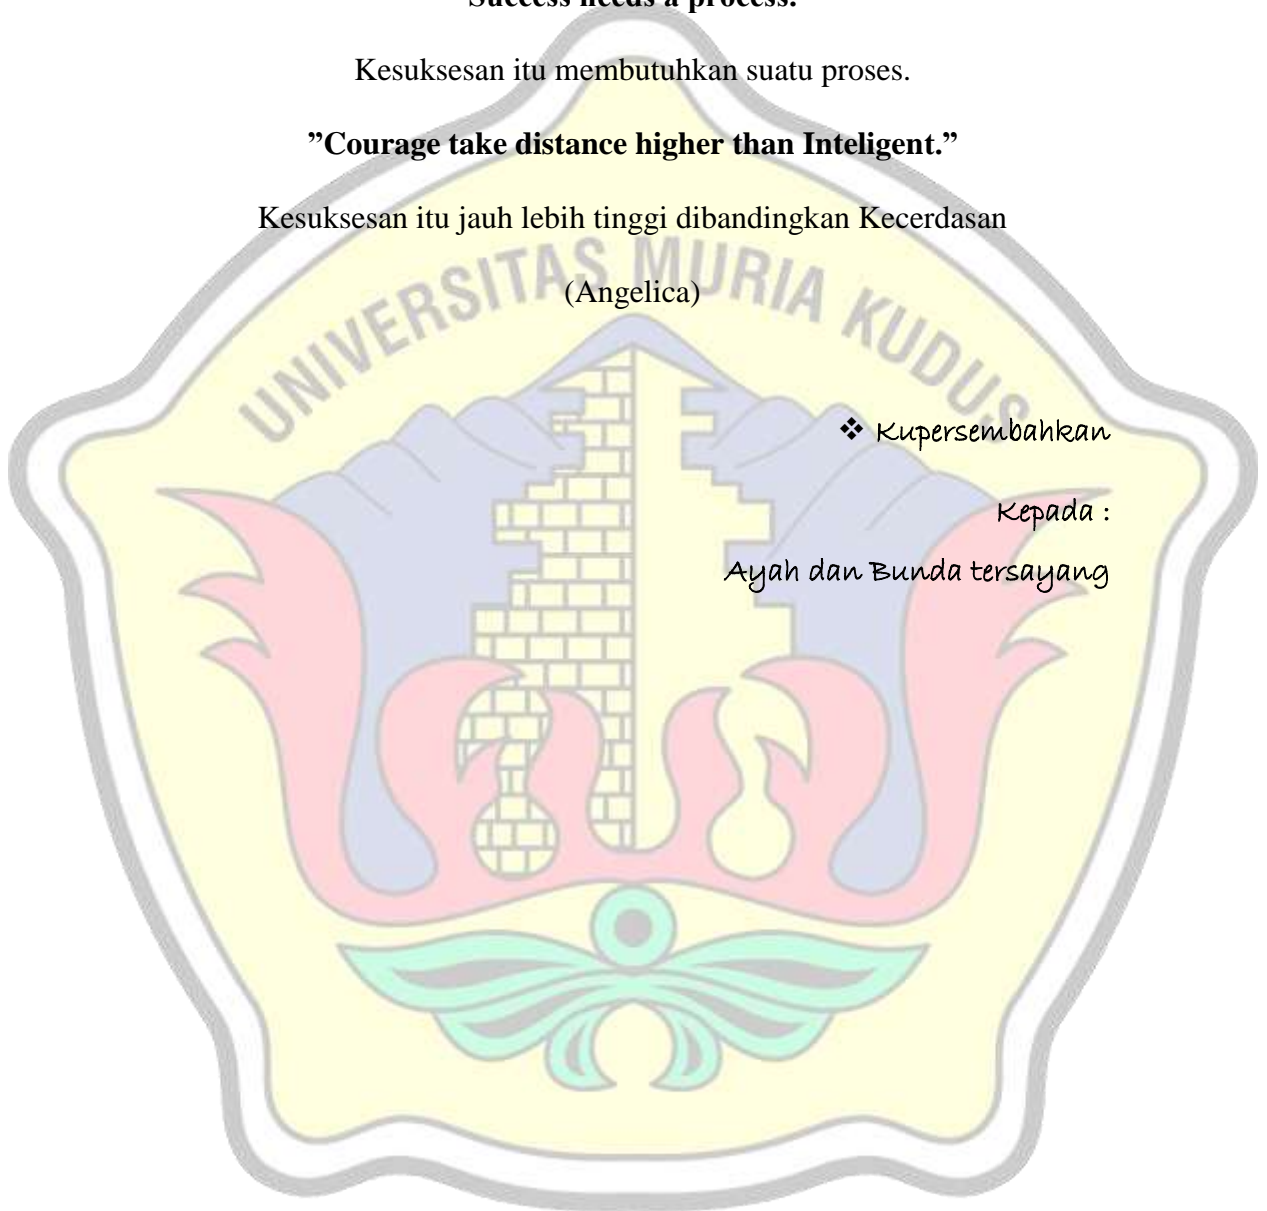 Success needs a process.
Kesuksesan itu membutuhkan suatu proses.
”Courage take distance higher than Inteligent.”
Kesuksesan itu jauh lebih tinggi dibandingkan Kecerdasan
(Angelica)
UNIVERSITAS MURIA KUDUS
❖ Kupersembahkan
Kepada :
Ayah dan Bunda tersayang